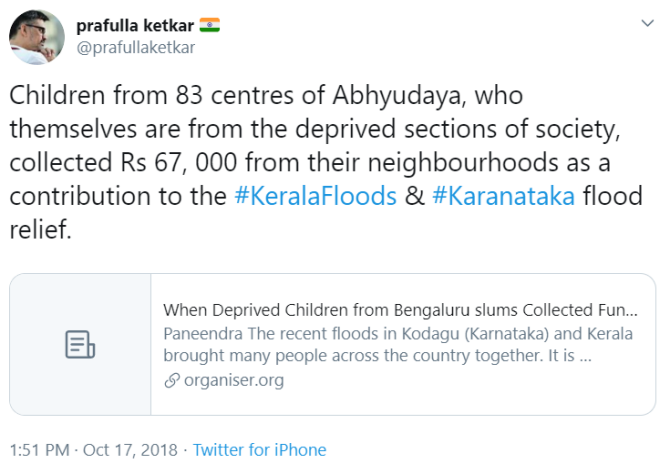 prafulla ketkar 🇮🇳
@prafullaketkar
Children from 83 centres of Abhyudaya, who
themselves are from the deprived sections of society,
collected Rs 67, 000 from their neighbourhoods as a
contribution to the #KeralaFloods & #Karanataka flood
relief.
When Deprived Children from Bengaluru slums Collected Fun...
Paneendra The recent floods in Kodagu (Karnataka) and Kerala
brought many people across the country together. It is ...
organiser.org
1:51 PM · Oct 17, 2018 · Twitter for iPhone